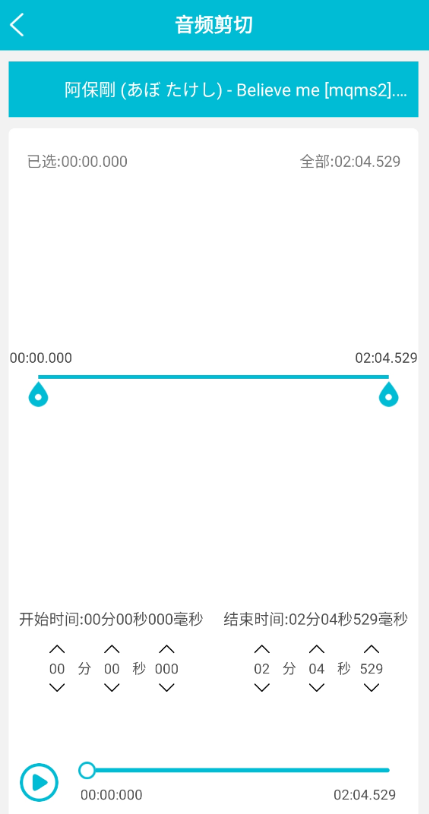 音频剪切
阿保剛 (あぼ たけし) - Believe me [mqms2]....
已选:00:00.000 全部:02:04.529
00:00.000 02:04.529
开始时间:00分00秒000毫秒 结束时间:02分04秒529毫秒
00 分 00 秒 000 02 分 04 秒 529
00:00:000 02:04.529